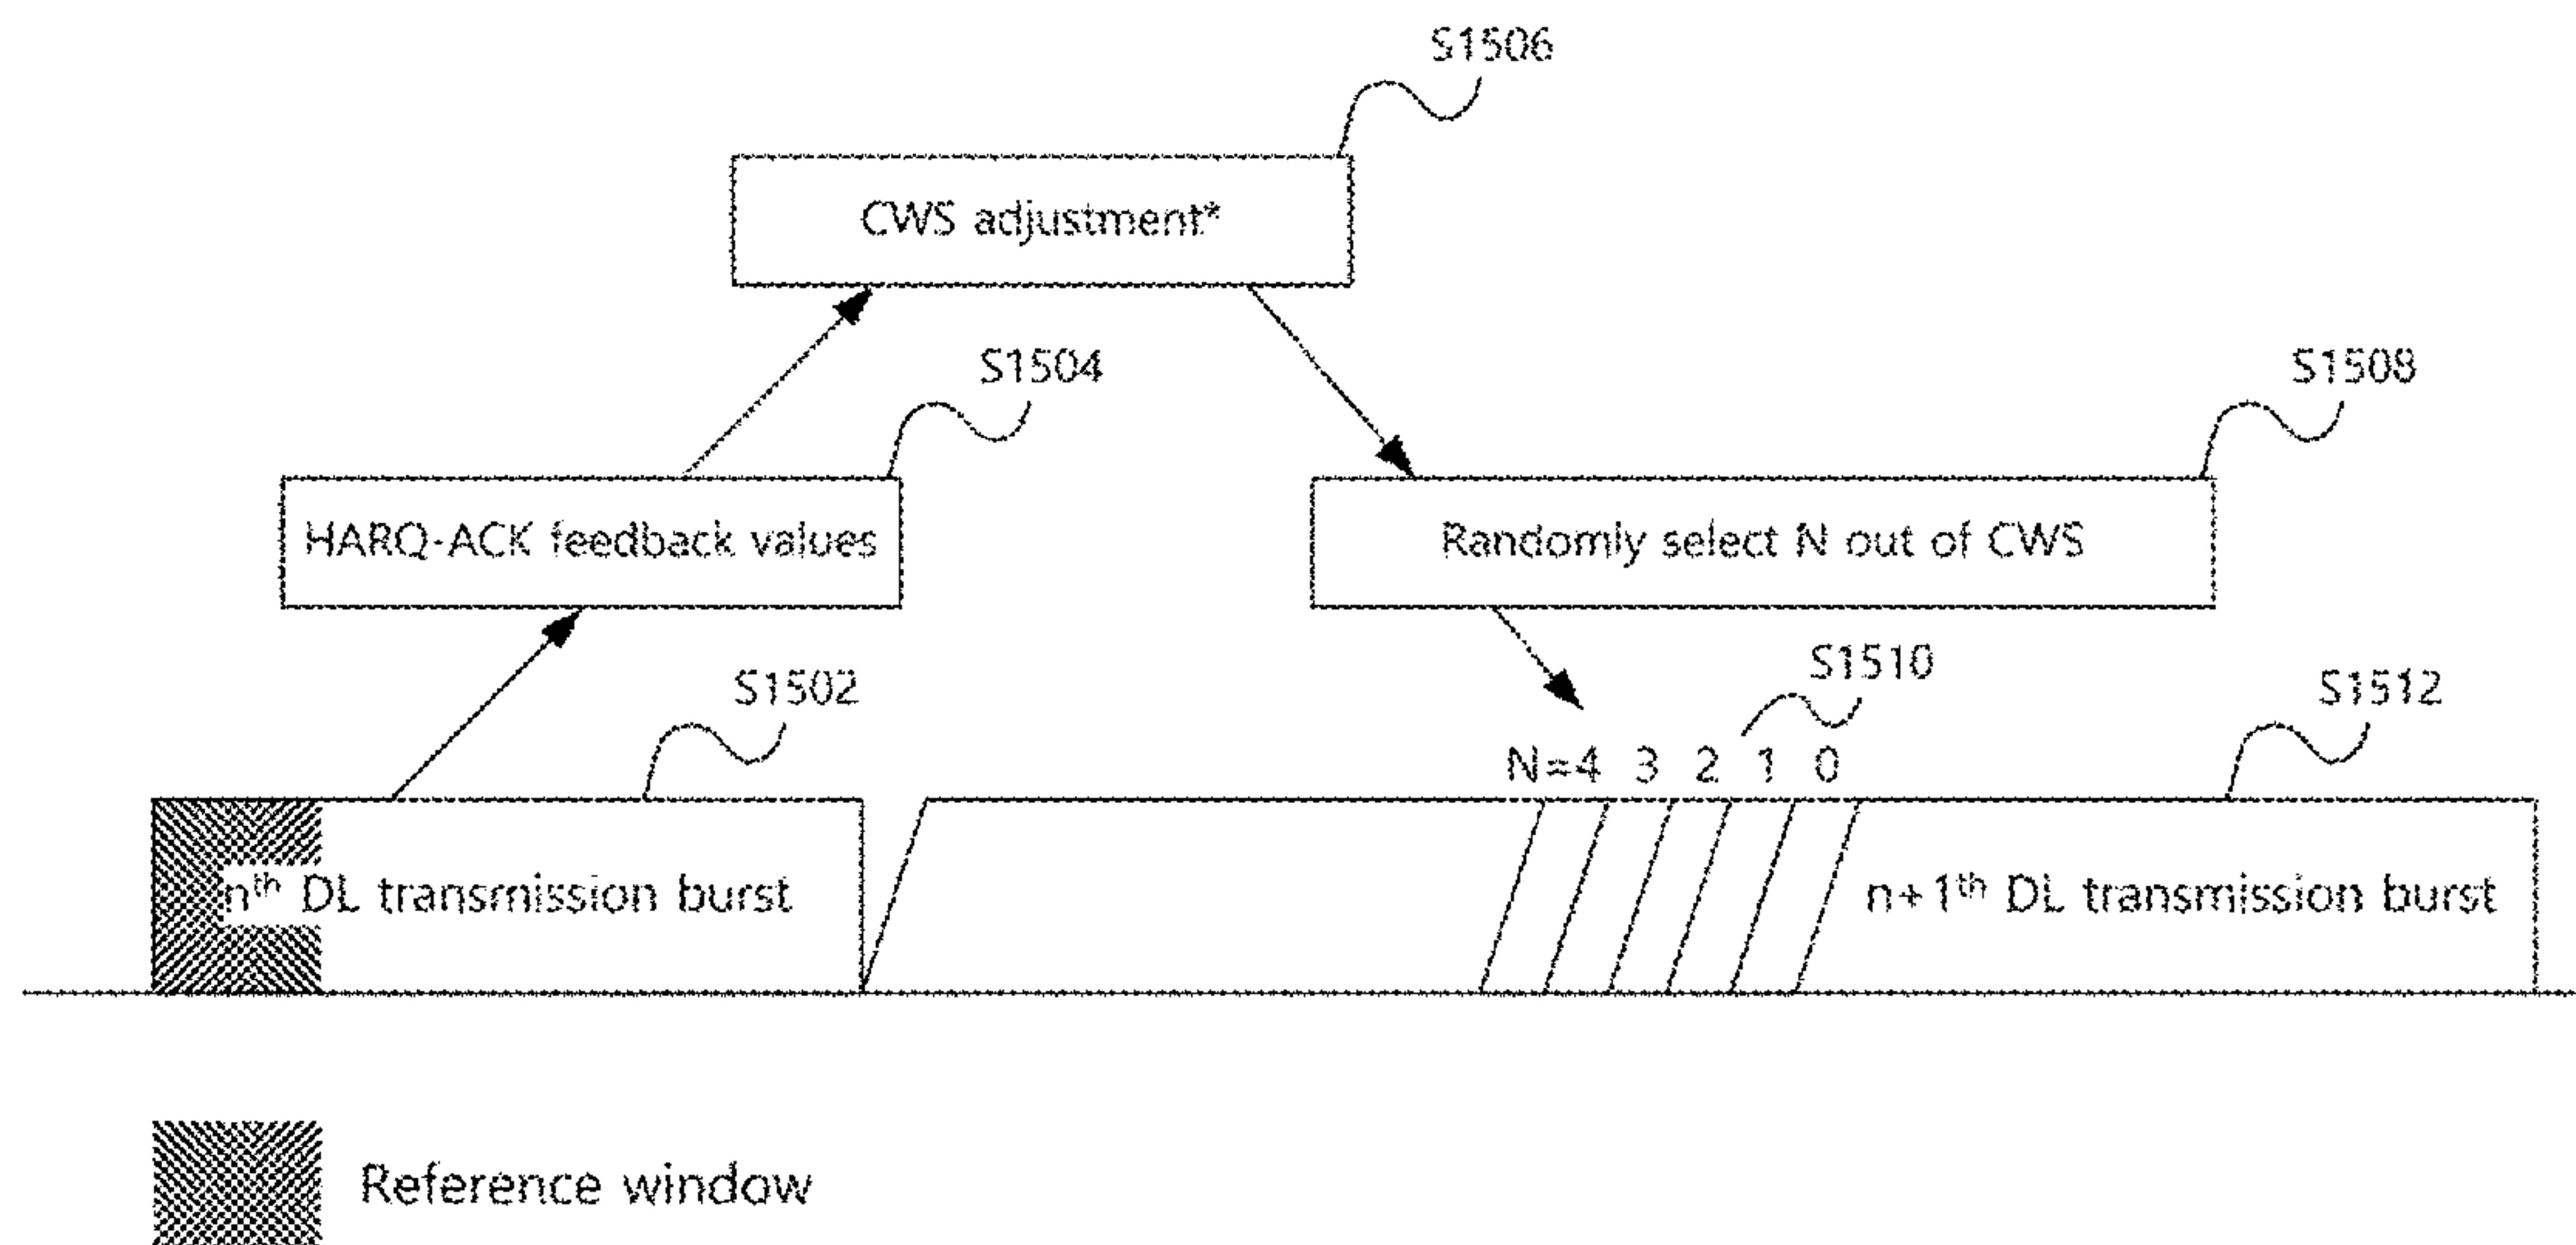 S1506
CWS adjustment*
S1504
S1508
HARQ-ACK feedback values
Randomly select N out of CWS
S1502
S1510
S1512
N=4 3 2 1 0
nth DL transmission burst
n+1th DL transmission burst
Reference window